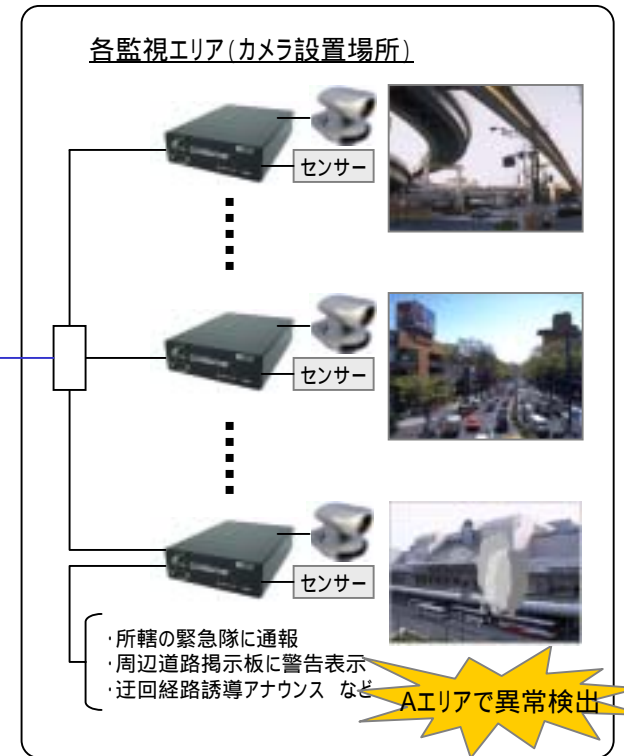 各監視エリア(カメラ設置場所)
センサー
センサー
センサー
・所轄の緊急隊に通報
・周辺道路掲示板に警告表示
・迂回経路誘導アナウンス など
Aエリアで異常検出